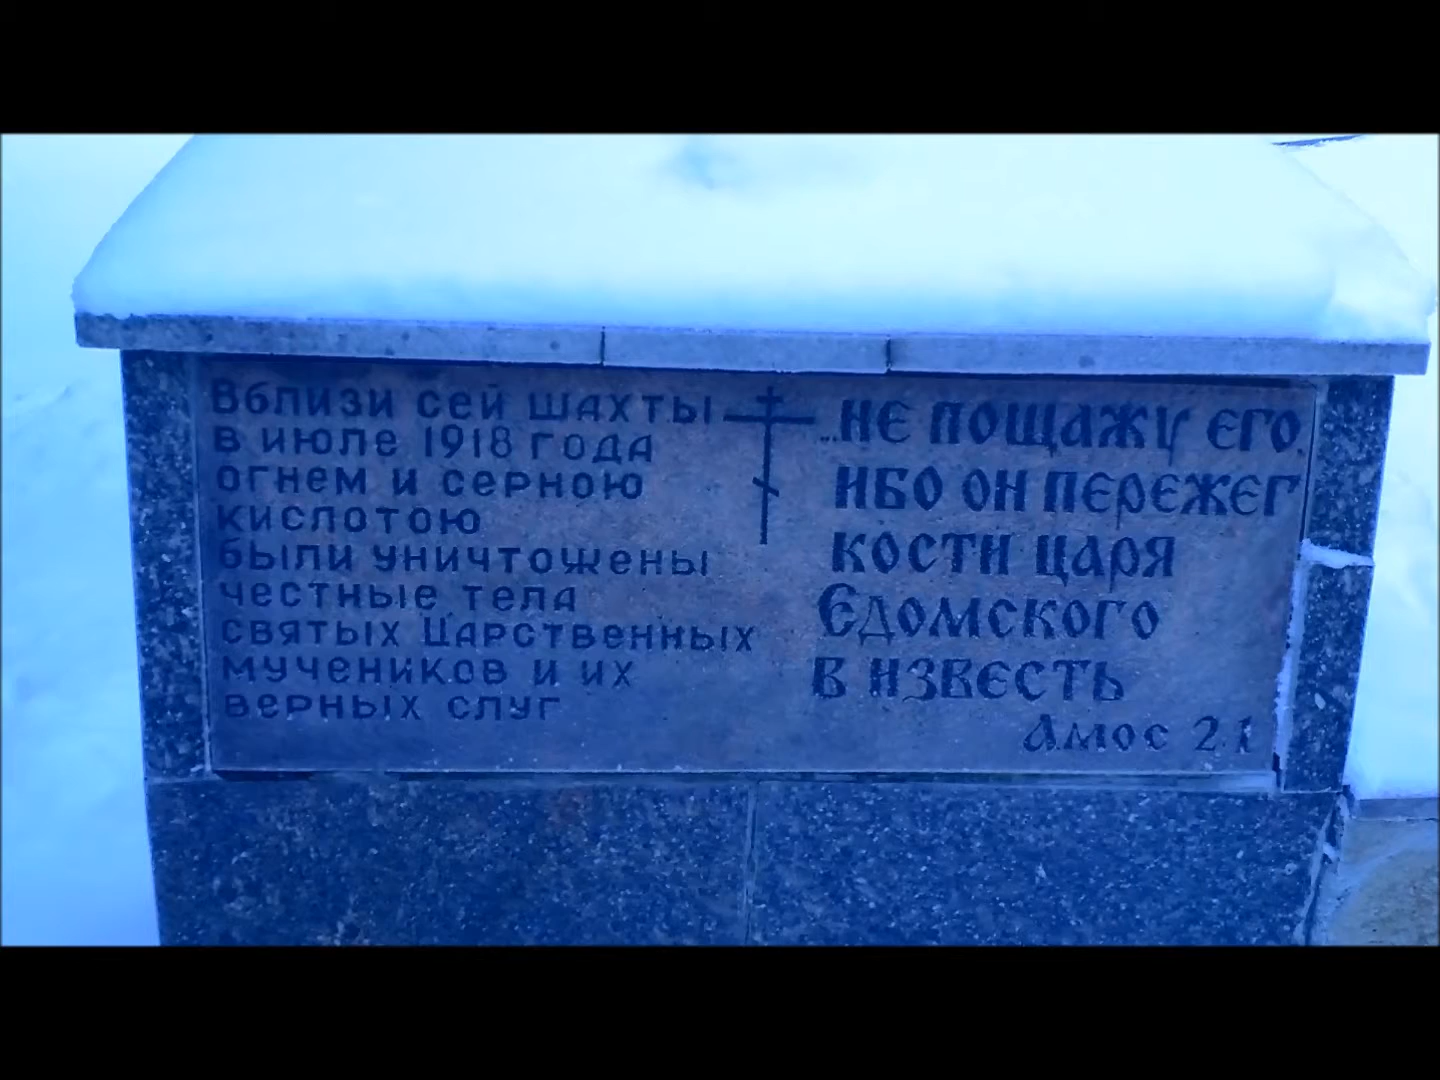 Вблизи сей шахты
в июле 1918 года
огнем и серною
кислотою
были уничтожены
честные тела
святых Царственных
мучеников и их
верных слуг
...не пощажу его,
ибо он пережег
кости царя
Едомского
в известь
Амос 2.1